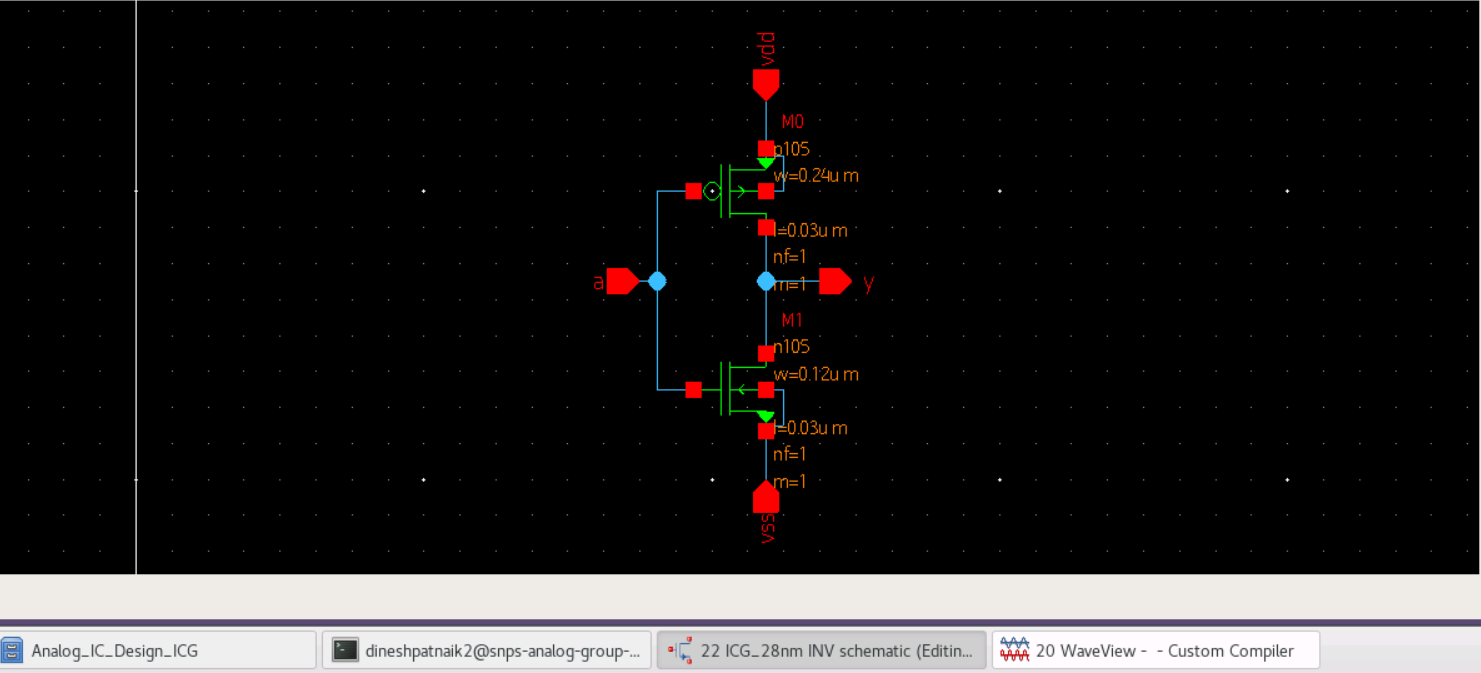 vdd
M0
p105
w=0.24u m
l=0.03u m
nf=1
m=1
a
y
M1
n105
w=0.12u m
l=0.03u m
nf=1
m=1
vss
Analog_IC_Design_ICG
dineshpatnaik2@snps-analog-group-...
22 ICG_28nm INV schematic (Editin...
20 WaveView - - Custom Compiler